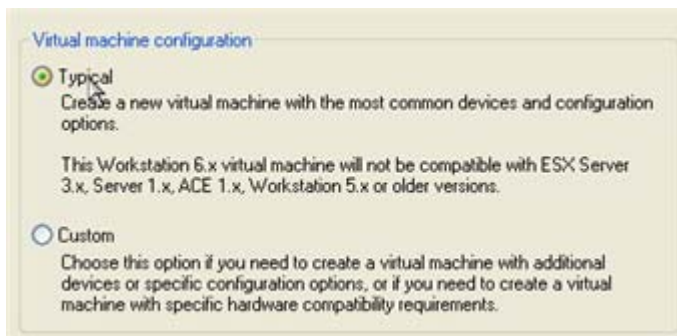 Virtual machine configuration
Typical
Create a new virtual machine with the most common devices and configuration
options.
This Workstation 6.x virtual machine will not be compatible with ESX Server
3.x, Server 1.x, ACE 1.x, Workstation 5.x or older versions.
Custom
Choose this option if you need to create a virtual machine with additional
devices or specific configuration options, or if you need to create a virtual
machine with specific hardware compatibility requirements.